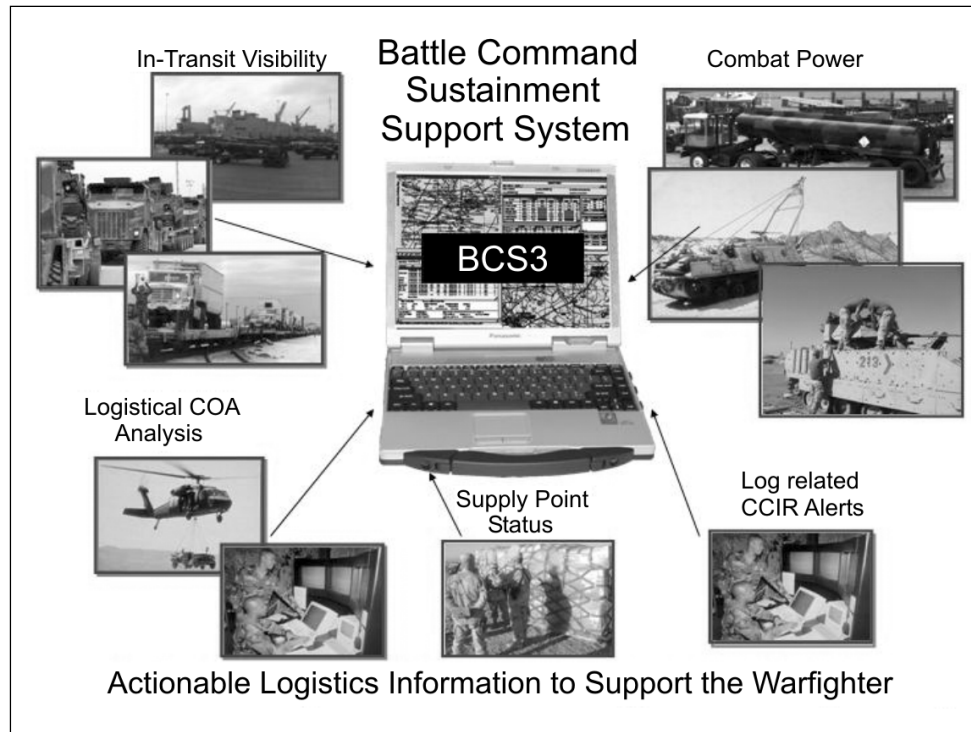 In-Transit Visibility
Battle Command
Sustainment
Support System
Combat Power
BCS3
Panasonic
213
Logistical COA
Analysis
Supply Point
Status
Log related
CCIR Alerts
Actionable Logistics Information to Support the Warfighter